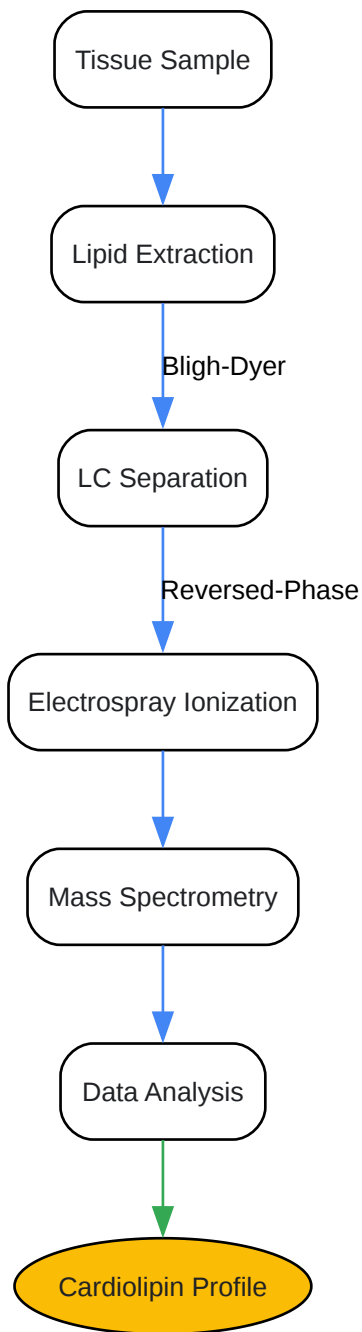 Tissue Sample
Lipid Extraction
Bligh-Dyer
LC Separation
Reversed-Phase
Electrospray Ionization
Mass Spectrometry
Data Analysis
Cardiolipin Profile